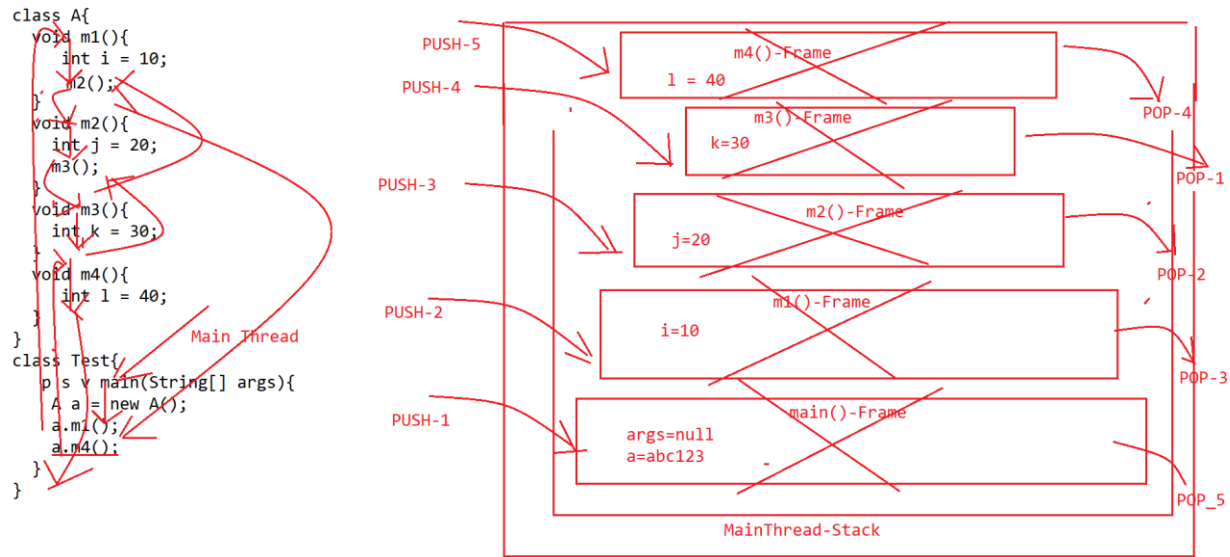 class A{
void m1(){
int i = 10;
m2();
}
void m2(){
int j = 20;
m3();
}
void m3(){
int k = 30;
}
void m4(){
int l = 40;
}
}
class Test{
p s v main(String[] args){
A a = new A();
a.m1();
a.m4();
}
}
Main Thread
PUSH-5
m4()-Frame
l = 40
POP-4
PUSH-4
m3()-Frame
k=30
POP-1
PUSH-3
m2()-Frame
j=20
POP-2
PUSH-2
m1()-Frame
i=10
POP-3
PUSH-1
main()-Frame
args=null
a=abc123
POP_5
MainThread-Stack